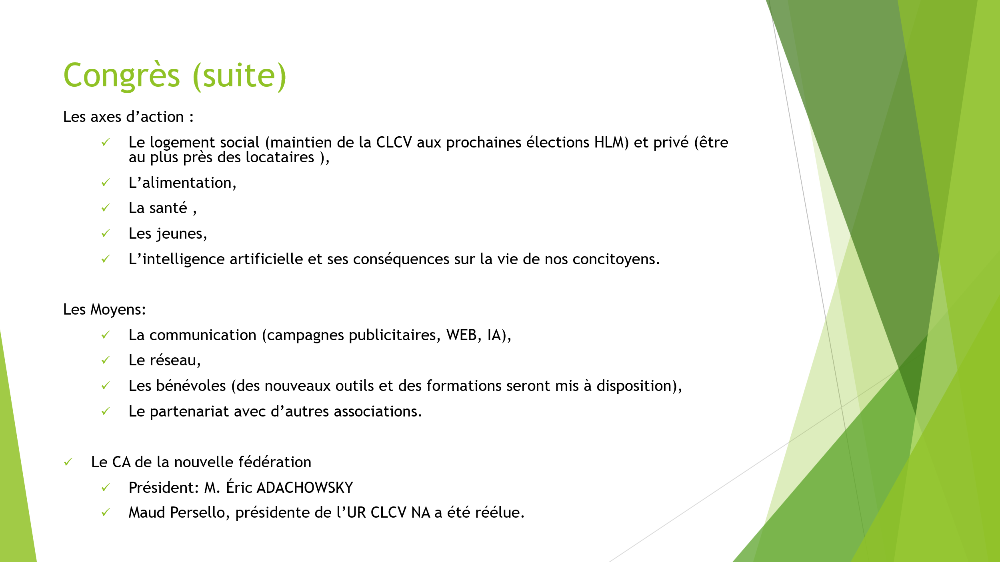 Congrès (suite)
Les axes d’action :
Le logement social (maintien de la CLCV aux prochaines élections HLM) et privé (être
au plus près des locataires ),
L’alimentation,
La santé ,
Les jeunes,
L’intelligence artificielle et ses conséquences sur la vie de nos concitoyens.
Les Moyens:
La communication (campagnes publicitaires, WEB, IA),
Le réseau,
Les bénévoles (des nouveaux outils et des formations seront mis à disposition),
Le partenariat avec d’autres associations.
Le CA de la nouvelle fédération
Président: M. Éric ADACHOWSKY
Maud Persello, présidente de l’UR CLCV NA a été réélue.